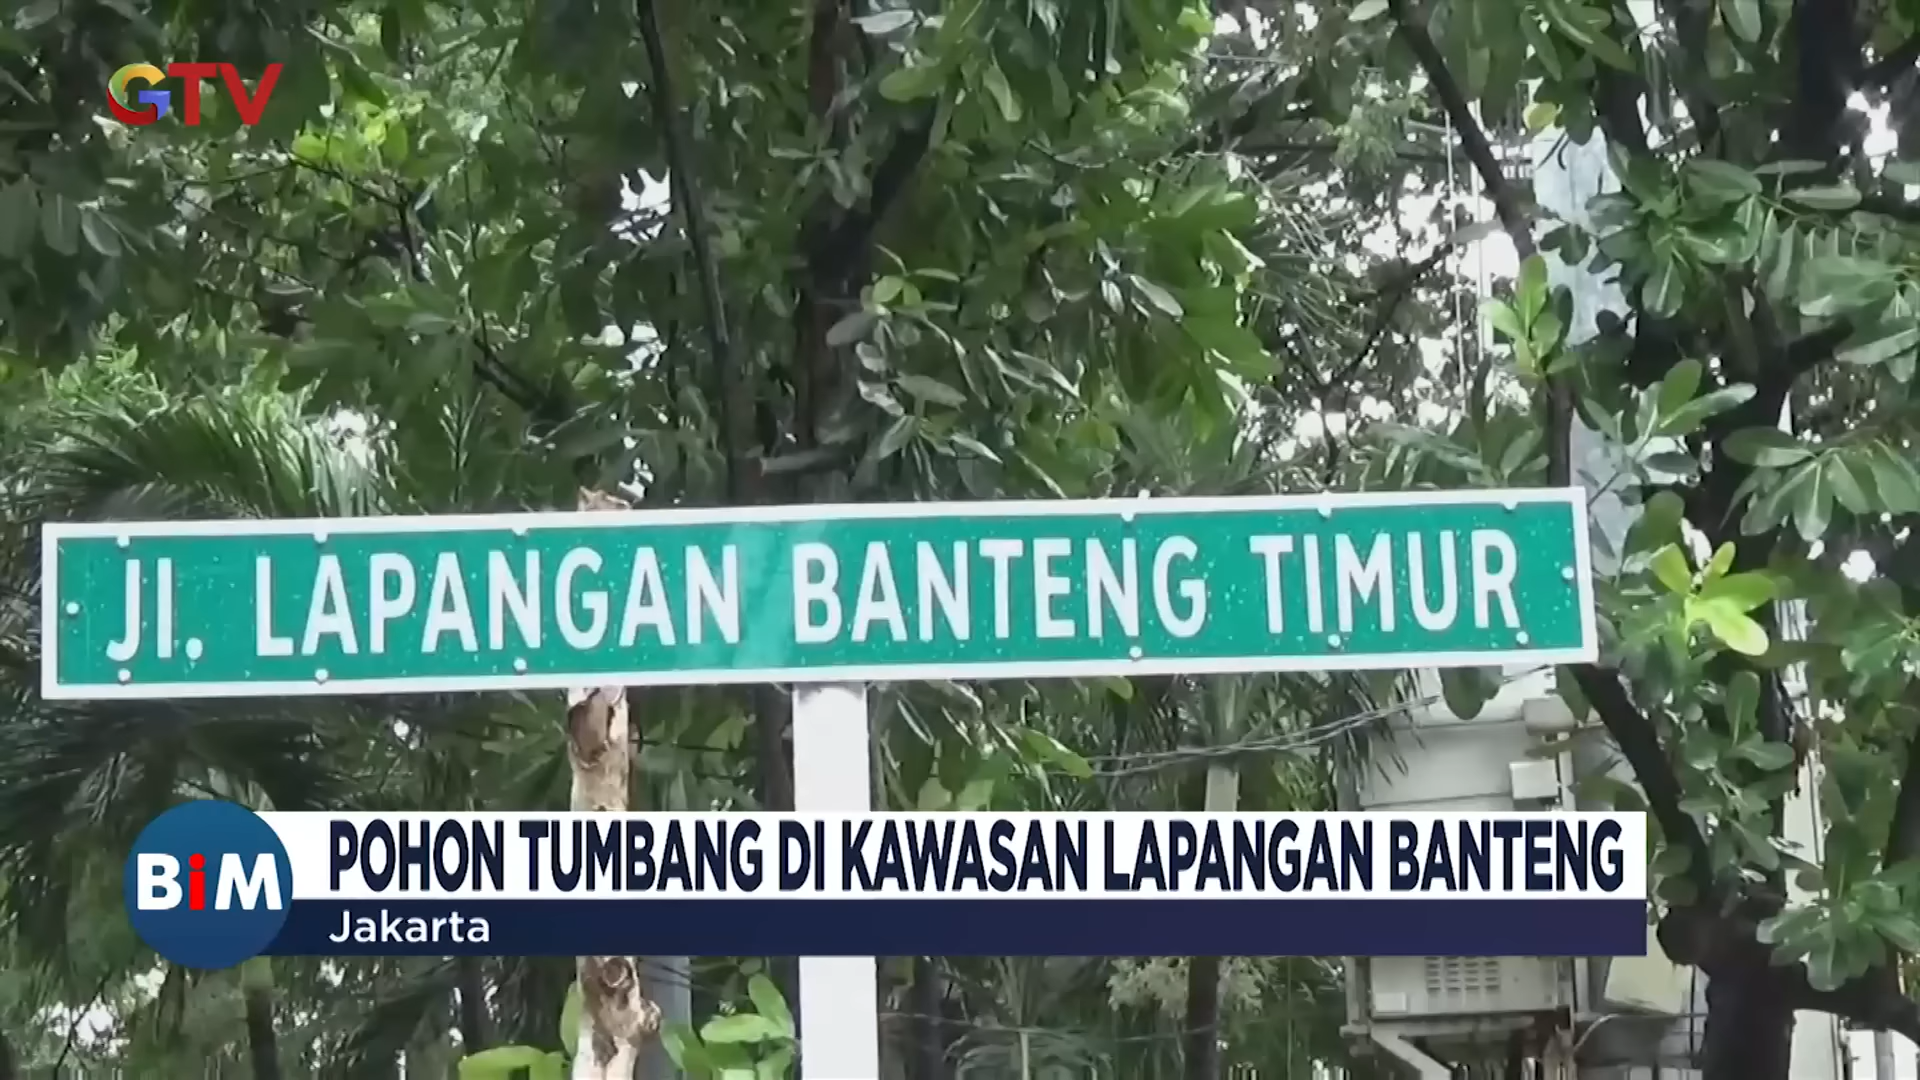 GTV
Jl. LAPANGAN BANTENG TIMUR
BiM
POHON TUMBANG DI KAWASAN LAPANGAN BANTENG
Jakarta